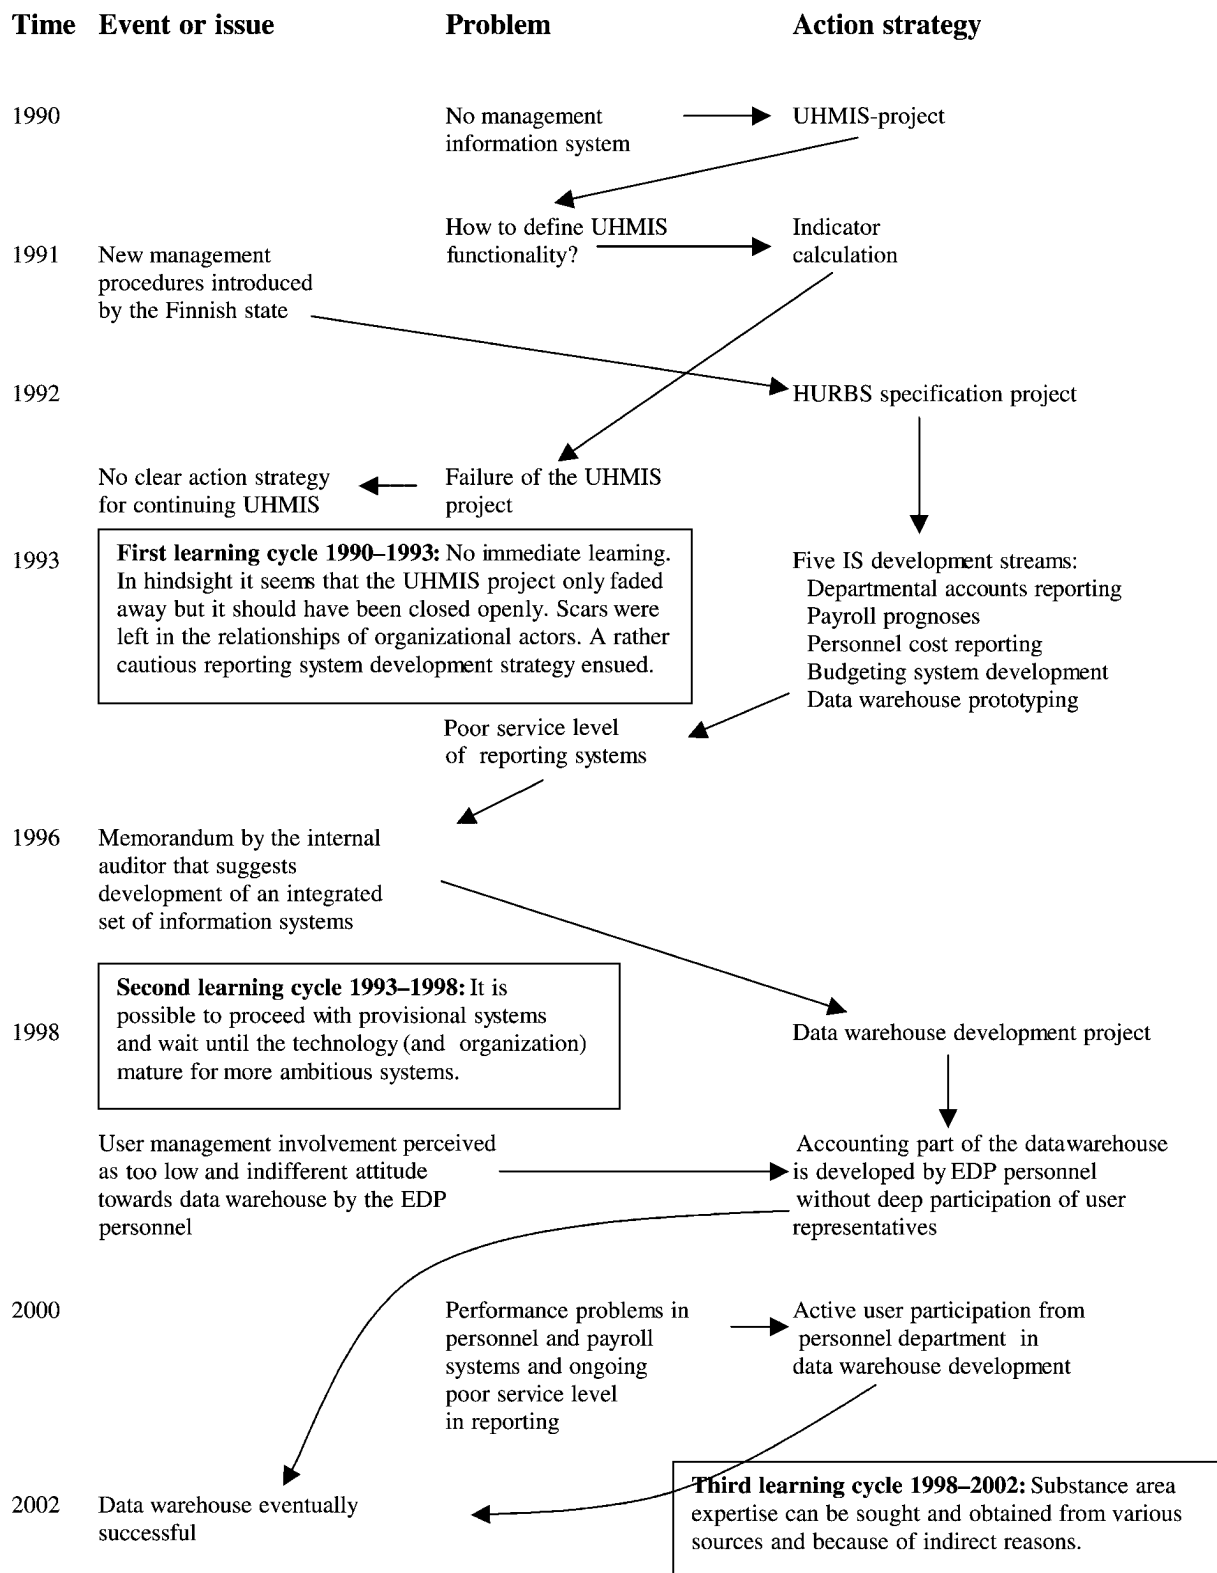 Time Event or issue Problem Action strategy
1990 No management UHMIS-project
information system
How to define UHMIS Indicator
1991 New management functionality? calculation
procedures introduced
by the Finnish state
1992 HURBS specification project
No clear action strategy Failure of the UHMIS
for continuing UHMIS project
First learning cycle 1990–1993: No immediate learning.
In hindsight it seems that the UHMIS project only faded
away but it should have been closed openly. Scars were
left in the relationships of organizational actors. A rather
cautious reporting system development strategy ensued.
1993 Five IS development streams:
Departmental accounts reporting
Payroll prognoses
Personnel cost reporting
Budgeting system development
Data warehouse prototyping
Poor service level
of reporting systems
1996 Memorandum by the internal
auditor that suggests
development of an integrated
set of information systems
Second learning cycle 1993–1998: It is
possible to proceed with provisional systems
and wait until the technology (and organization)
mature for more ambitious systems.
1998 Data warehouse development project
User management involvement perceived
as too low and indifferent attitude
towards data warehouse by the EDP
personnel
Accounting part of the datawarehouse
is developed by EDP personnel
without deep participation of user
representatives
2000 Performance problems in
personnel and payroll
systems and ongoing
poor service level
in reporting
Active user participation from
personnel department in
data warehouse development
Third learning cycle 1998–2002: Substance area
expertise can be sought and obtained from various
sources and because of indirect reasons.
2002 Data warehouse eventually
successful